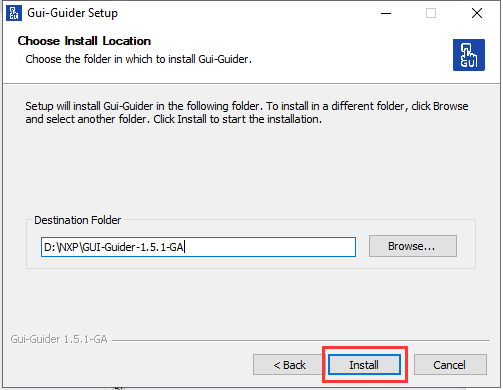 Gui-Guider Setup
Choose Install Location
Choose the folder in which to install Gui-Guider.
GUI
Setup will install Gui-Guider in the following folder. To install in a different folder, click Browse
and select another folder. Click Install to start the installation.
Destination Folder
D:\NXP\GUI-Guider-1.5.1-GA
Browse...
Gui-Guider 1.5.1-GA
< Back
Install
Cancel